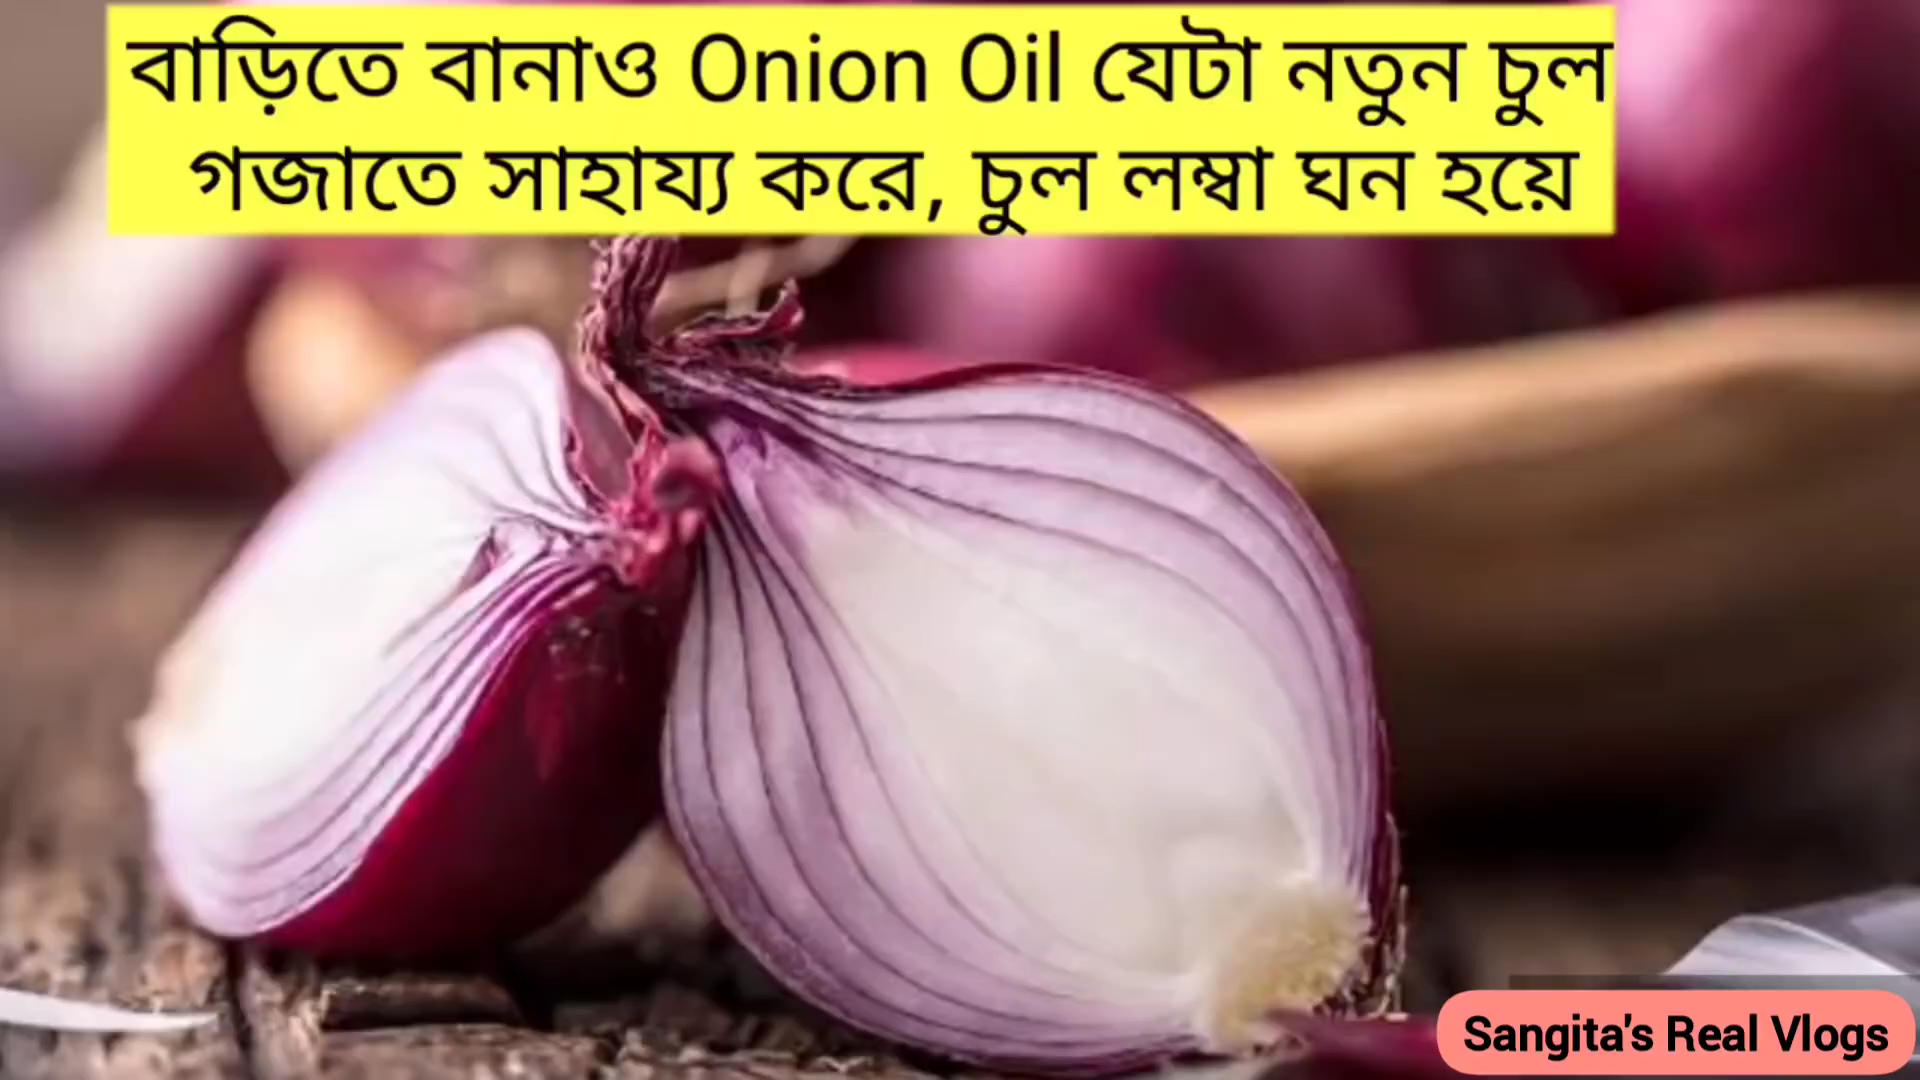 বাড়িতে বানাও Onion Oil যেটা নতুন চুল
গজাতে সাহায্য করে, চুল লম্বা ঘন হয়ে
Sangita's Real Vlogs